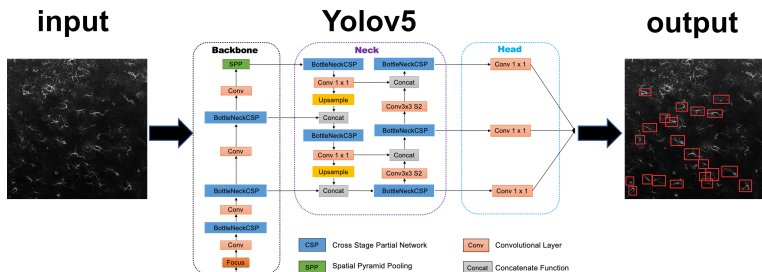 input
Yolov5
output
Backbone
Neck
Head
SPP
Conv
BottleNeckCSP
Conv
BottleNeckCSP
Conv
BottleNeckCSP
Conv
Focus
BottleNeckCSP
Conv 1 x 1
Upsample
Concat
BottleNeckCSP
Conv 1 x 1
Upsample
Concat
BottleNeckCSP
Concat
Conv3x3 S2
BottleNeckCSP
Concat
Conv3x3 S2
BottleNeckCSP
Conv 1 x 1
Conv 1 x 1
Conv 1 x 1
CSP Cross Stage Partial Network
Conv Convolutional Layer
SPP Spatial Pyramid Pooling
Concat Concatenate Function